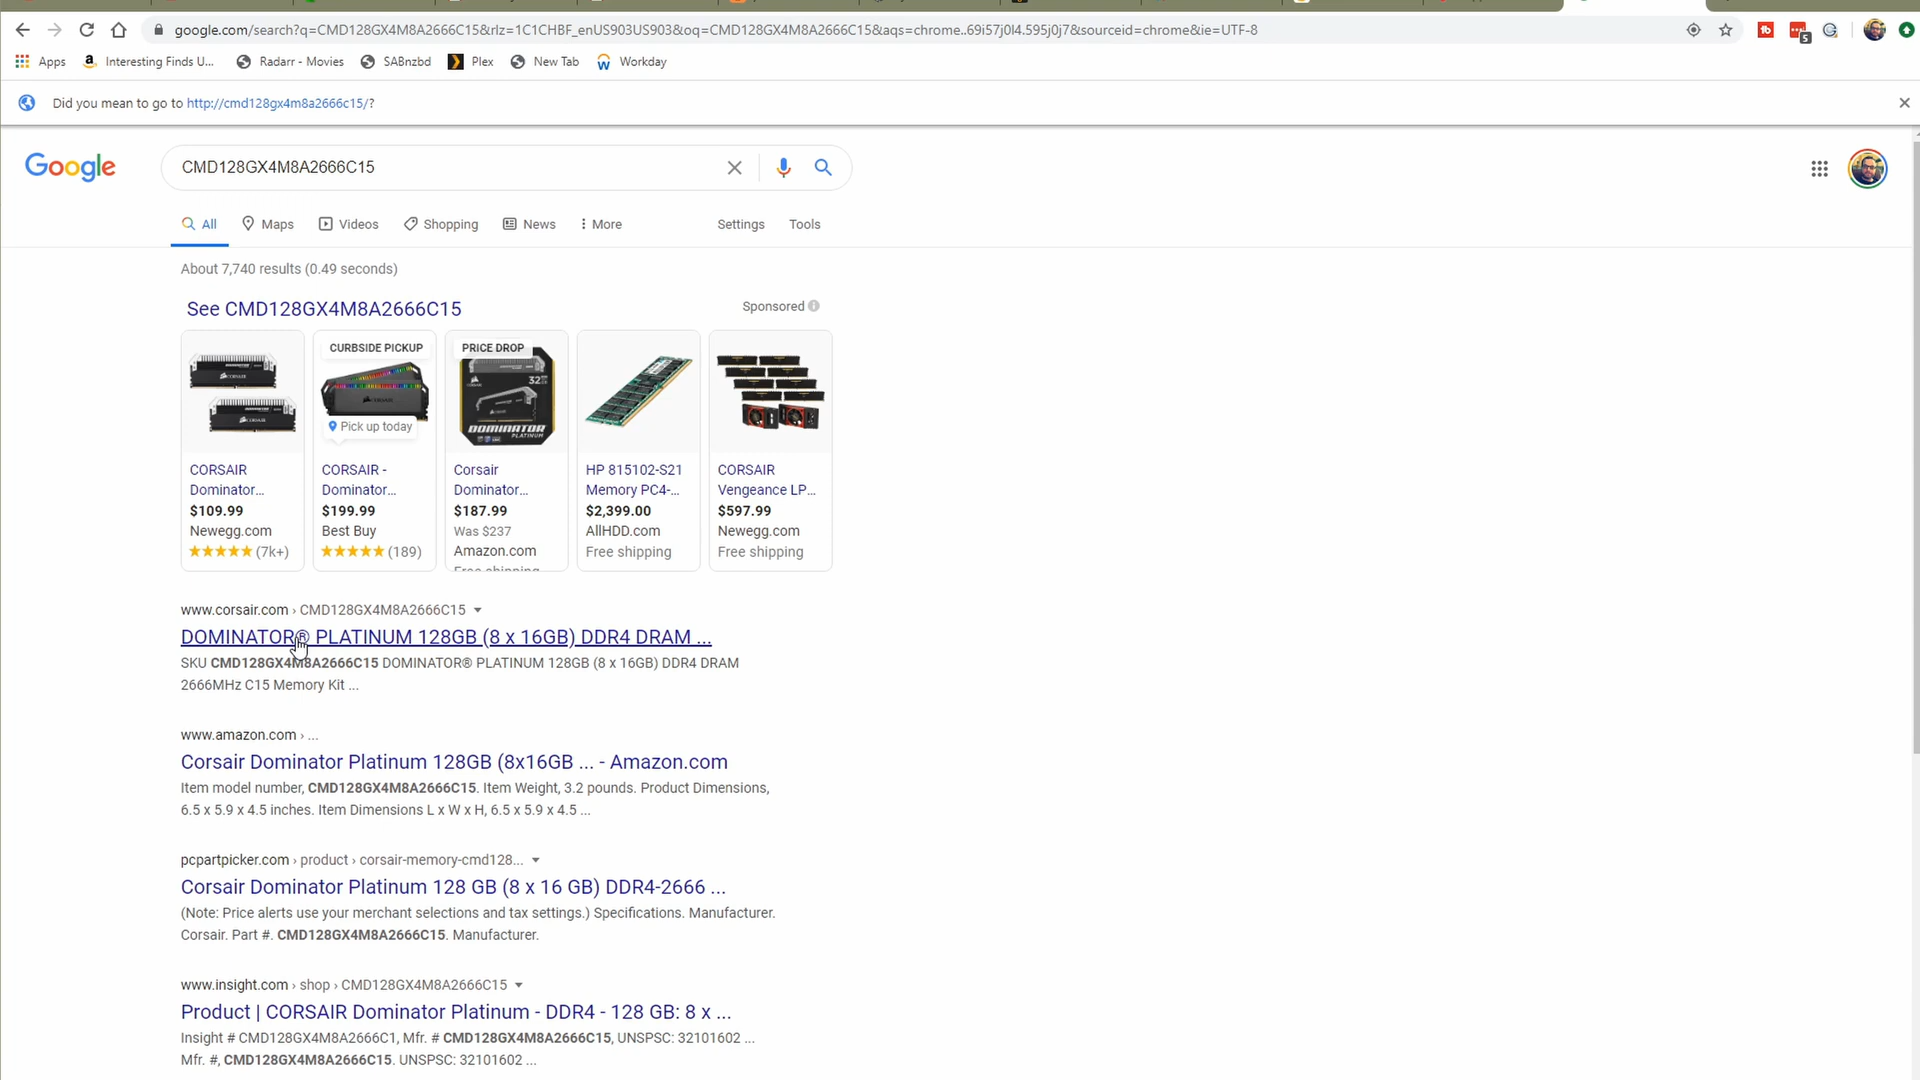 google.com/search?q=CMD128GX4M8A2666C15&rlz=1C1CHBF_enUS903US903&oq=CMD128GX4M8A2666C15&aqs=chrome..69i57j0l4.595j0j7&sourceid=chrome&ie=UTF-8
5
Apps Interesting Finds U... Radarr - Movies SABnzbd Plex New Tab Workday
Did you mean to go to http://cmd128gx4m8a2666c15/?
Google CMD128GX4M8A2666C15
All Maps Videos Shopping News More Settings Tools
About 7,740 results (0.49 seconds)
See CMD128GX4M8A2666C15 Sponsored
CURBSIDE PICKUP PRICE DROP
Pick up today
DOMINATOR
PLATINUM
CORSAIR
Dominator...
$109.99
Newegg.com
(7k+)
CORSAIR -
Dominator...
$199.99
Best Buy
(189)
Corsair
Dominator...
$187.99
Was $237
Amazon.com
Free shipping
HP 815102-S21
Memory PC4-...
$2,399.00
AllHDD.com
Free shipping
CORSAIR
Vengeance LP...
$597.99
Newegg.com
Free shipping
www.corsair.com › CMD128GX4M8A2666C15
DOMINATOR® PLATINUM 128GB (8 x 16GB) DDR4 DRAM ...
SKU CMD128GX4M8A2666C15 DOMINATOR® PLATINUM 128GB (8 x 16GB) DDR4 DRAM
2666MHz C15 Memory Kit ...
www.amazon.com › ...
Corsair Dominator Platinum 128GB (8x16GB ... - Amazon.com
Item model number, CMD128GX4M8A2666C15. Item Weight, 3.2 pounds. Product Dimensions,
6.5 x 5.9 x 4.5 inches. Item Dimensions L x W x H, 6.5 x 5.9 x 4.5 ...
pcpartpicker.com › product › corsair-memory-cmd128...
Corsair Dominator Platinum 128 GB (8 x 16 GB) DDR4-2666 ...
(Note: Price alerts use your merchant selections and tax settings.) Specifications. Manufacturer.
Corsair. Part #. CMD128GX4M8A2666C15. Manufacturer.
www.insight.com › shop › CMD128GX4M8A2666C15
Product | CORSAIR Dominator Platinum - DDR4 - 128 GB: 8 x ...
Insight # CMD128GX4M8A2666C1, Mfr. # CMD128GX4M8A2666C15, UNSPSC: 32101602 ...
Mfr. #, CMD128GX4M8A2666C15. UNSPSC: 32101602 ...